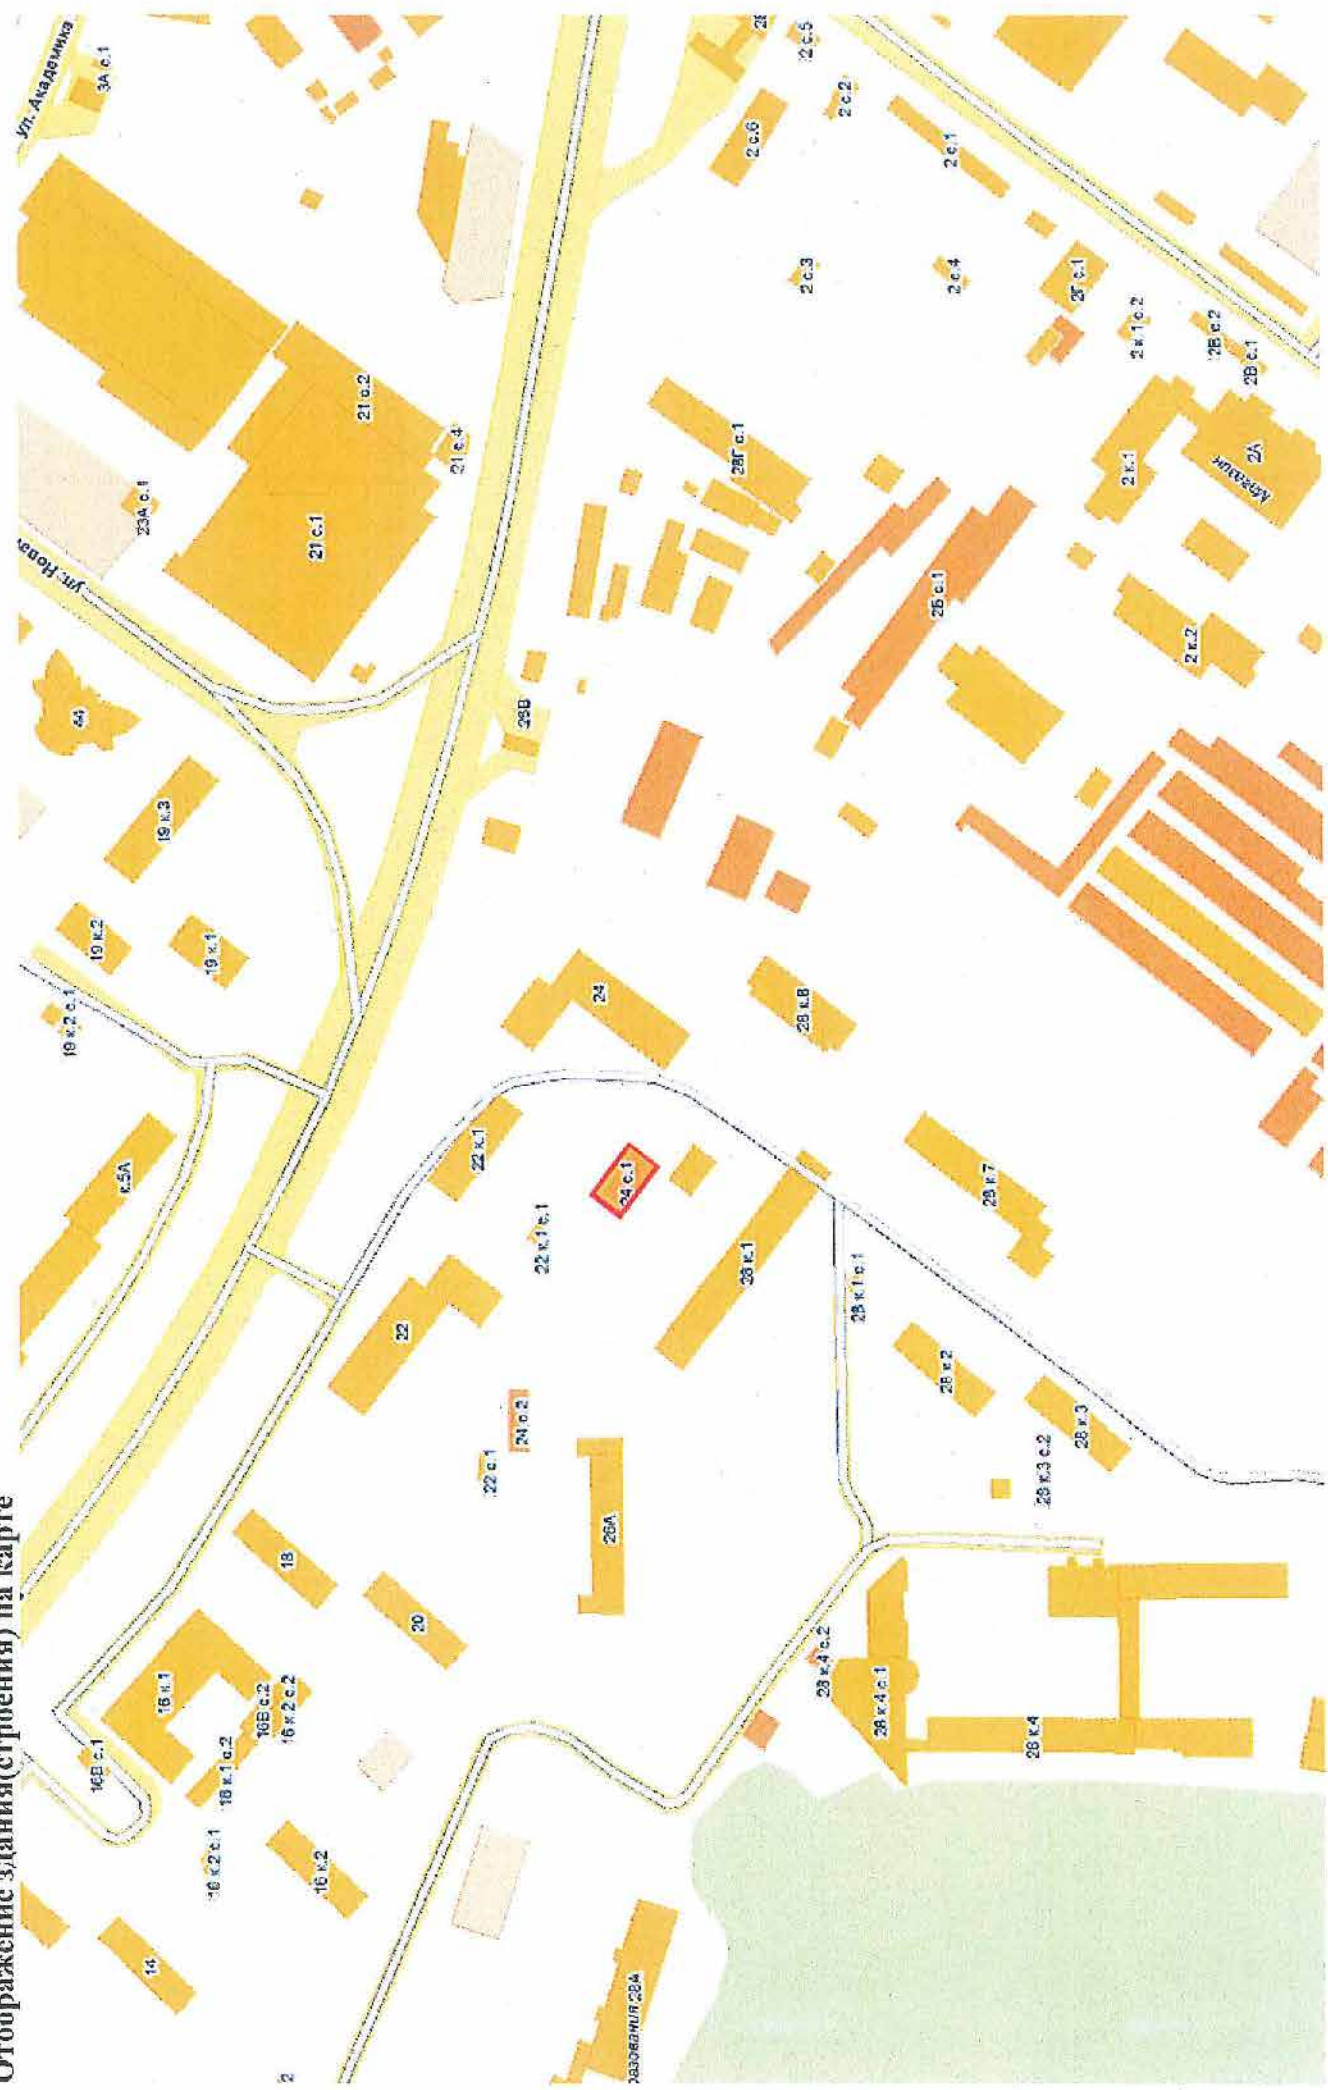 Отображение здания(строения) на карте
Ул. Академика
3А с.1
21 с.2
21 с.4
21 с.1
23А с.1
ул. Нова
4А
19 к.3
19 к.2
19 к.1
19 к.2 с.1
к.5А
2 с.5
2 с.2
2 с.6
2 с.1
2 с.3
2 с.4
2Г с.1
2 к.1 с.2
2В с.2
2В с.1
2А
Магазин
2 к.1
2 к.2
2Б с.1
28Г с.1
26В
24
28 к.8
22 к.1
24 с.1
22 к.1 с.1
28 к.1
28 к.7
28 к.1 с.1
22
24 с.2
22 с.1
26А
28 к.2
28 к.3
28 к.3 с.2
18
20
16 к.1
16В с.2
16 к.2 с.2
16В с.1
16 к.1 с.2
16 к.2 с.1
16 к.2
14
28 к.4 с.2
28 к.4 с.1
28 к.4
разования 28А
2